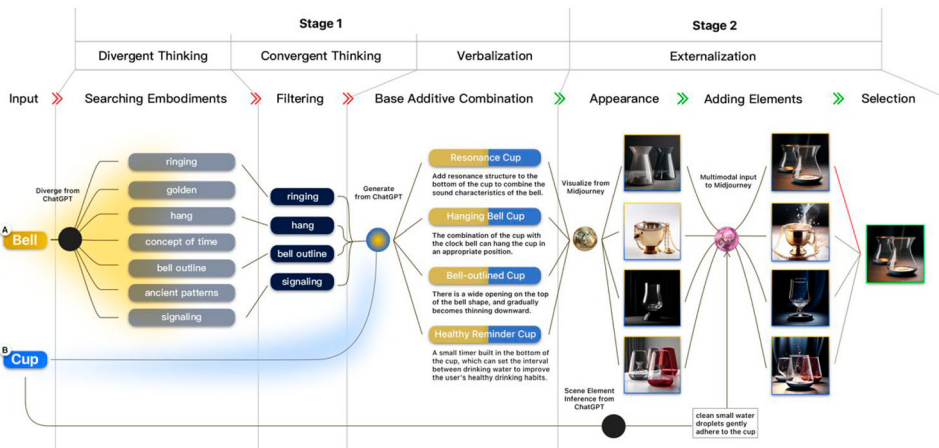 Stage 1
Stage 2
Divergent Thinking
Convergent Thinking
Verbalization
Externalization
Input
Searching Embodiments
Filtering
Base Additive Combination
Appearance
Adding Elements
Selection
Diverge from
ChatGPT
A
Bell
ringing
golden
hang
concept of time
bell outline
ancient patterns
signaling
ringing
hang
bell outline
signaling
Generate
from ChatGPT
Resonance Cup
Add resonance structure to the
bottom of the cup to combine the
sound characteristics of the bell.
Hanging Bell Cup
The combination of the cup with
the clock bell can hang the cup in
an appropriate position.
Bell-outlined Cup
There is a wide opening on the top
of the bell shape, and gradually
becomes thinning downward.
Healthy Reminder Cup
A small timer built in the bottom of
the cup, which can set the interval
between drinking water to improve
the user's healthy drinking habits.
Visualize from
Midjourney
Multimodal input
to Midjourney
B
Cup
Scene Element
Inference from
ChatGPT
clean small water
droplets gently
adhere to the cup